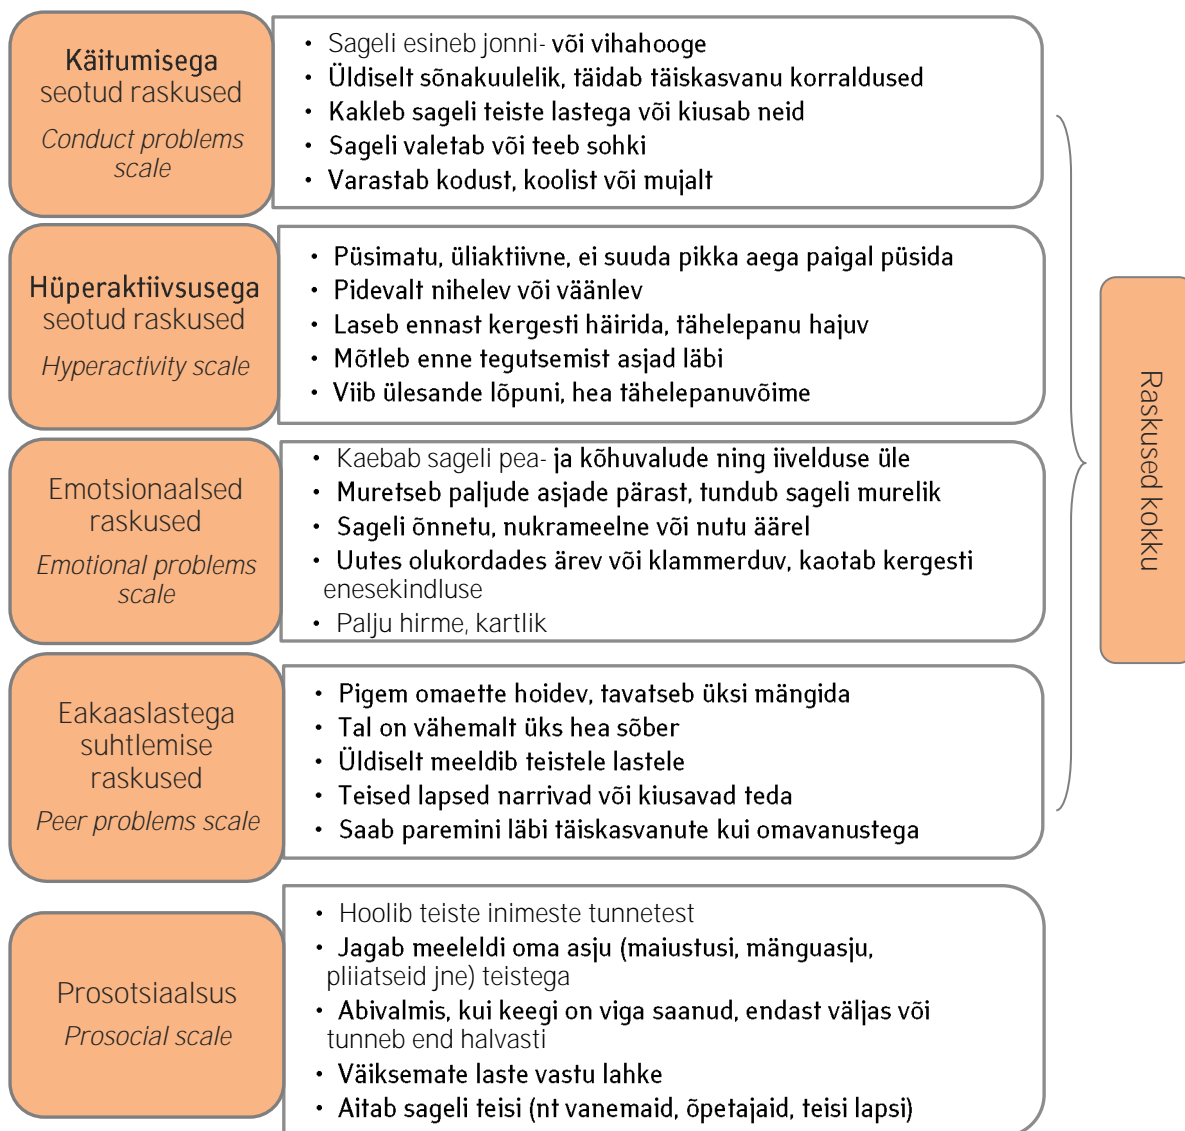 Käitumisega
seotud raskused
Conduct problems
scale
• Sageli esineb jonni- või vihahooge
• Üldiselt sõnakuulelik, täidab täiskasvanu korraldused
• Kakleb sageli teiste lastega või kiusab neid
• Sageli valetab või teeb sohki
• Varastab kodust, koolist või mujalt
Hüperaktiivsusega
seotud raskused
Hyperactivity scale
• Püsimatu, üliaktiivne, ei suuda pikka aega paigal püsida
• Pidevalt nihelev või väänlev
• Laseb ennast kergesti häirida, tähelepanu hajuv
• Mõtleb enne tegutsemist asjad läbi
• Viib ülesande lõpuni, hea tähelepanuvõime
Emotsionaalsed
raskused
Emotional problems
scale
• Kaebab sageli pea- ja kõhuvalude ning iivelduse üle
• Muretseb paljude asjade pärast, tundub sageli murelik
• Sageli õnnetu, nukrameelne või nutu äärel
• Uutes olukordades ärev või klammerduv, kaotab kergesti
enesekindluse
• Palju hirme, kartlik
Eakaaslastega
suhtlemise
raskused
Peer problems scale
• Pigem omaette hoidev, tavatseb üksi mängida
• Tal on vähemalt üks hea sõber
• Üldiselt meeldib teistele lastele
• Teised lapsed narrivad või kiusavad teda
• Saab paremini läbi täiskasvanute kui omavanustega
Raskused kokku
Prosotsiaalsus
Prosocial scale
• Hoolib teiste inimeste tunnetest
• Jagab meeleldi oma asju (maiustusi, mänguasju,
pliiatseid jne) teistega
• Abivalmis, kui keegi on viga saanud, endast väljas või
tunneb end halvasti
• Väiksemate laste vastu lahke
• Aitab sageli teisi (nt vanemaid, õpetajaid, teisi lapsi)